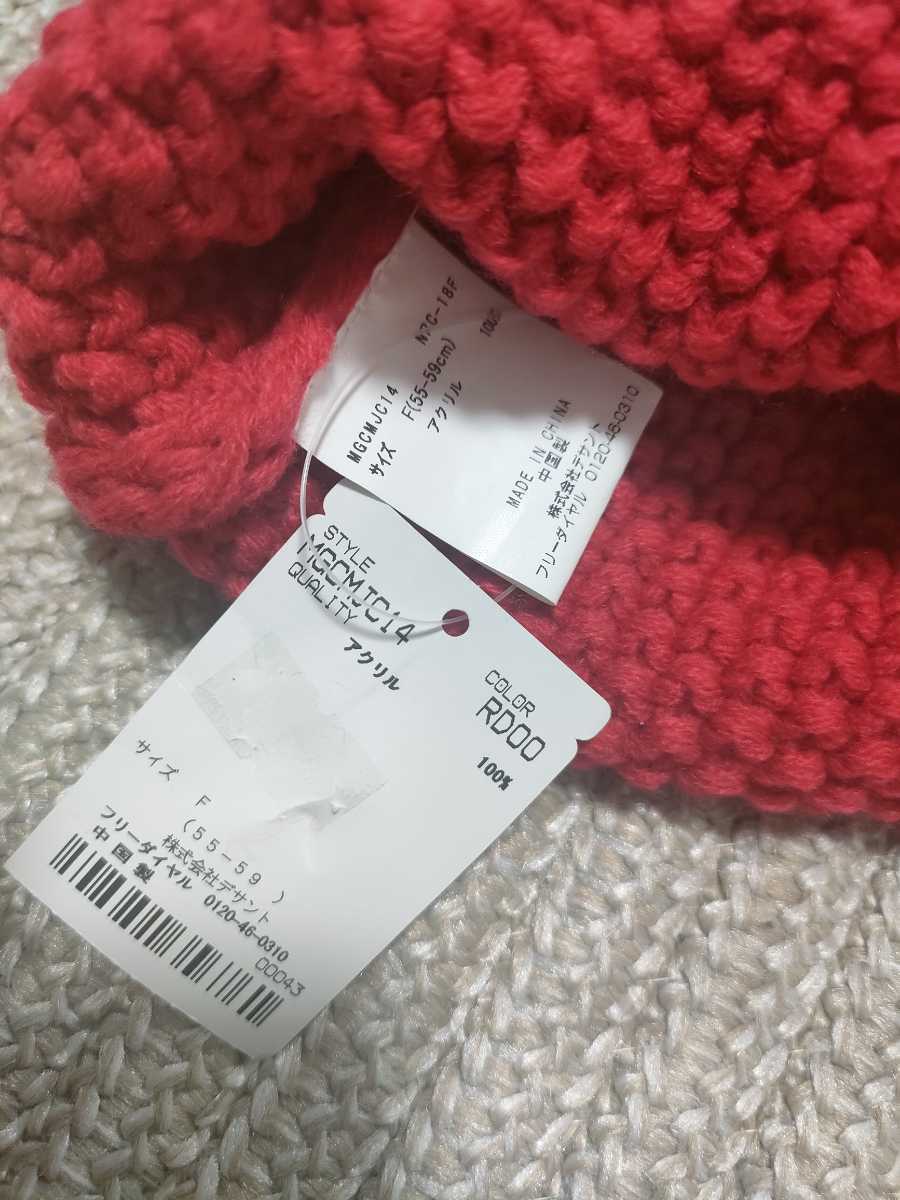 MGCMJC14
サイズ F(55-59cm)
アクリル
MADE IN CHINA
中国製
株式会社デサント
フリーダイヤル 0120-46-0310
STYLE
MGCMJC14
QUALITY
アクリル
COLOR
RD00
100%
サイズ
F
(55-59)
株式会社デサント
フリーダイヤル 0120-46-0310
中国製
00043